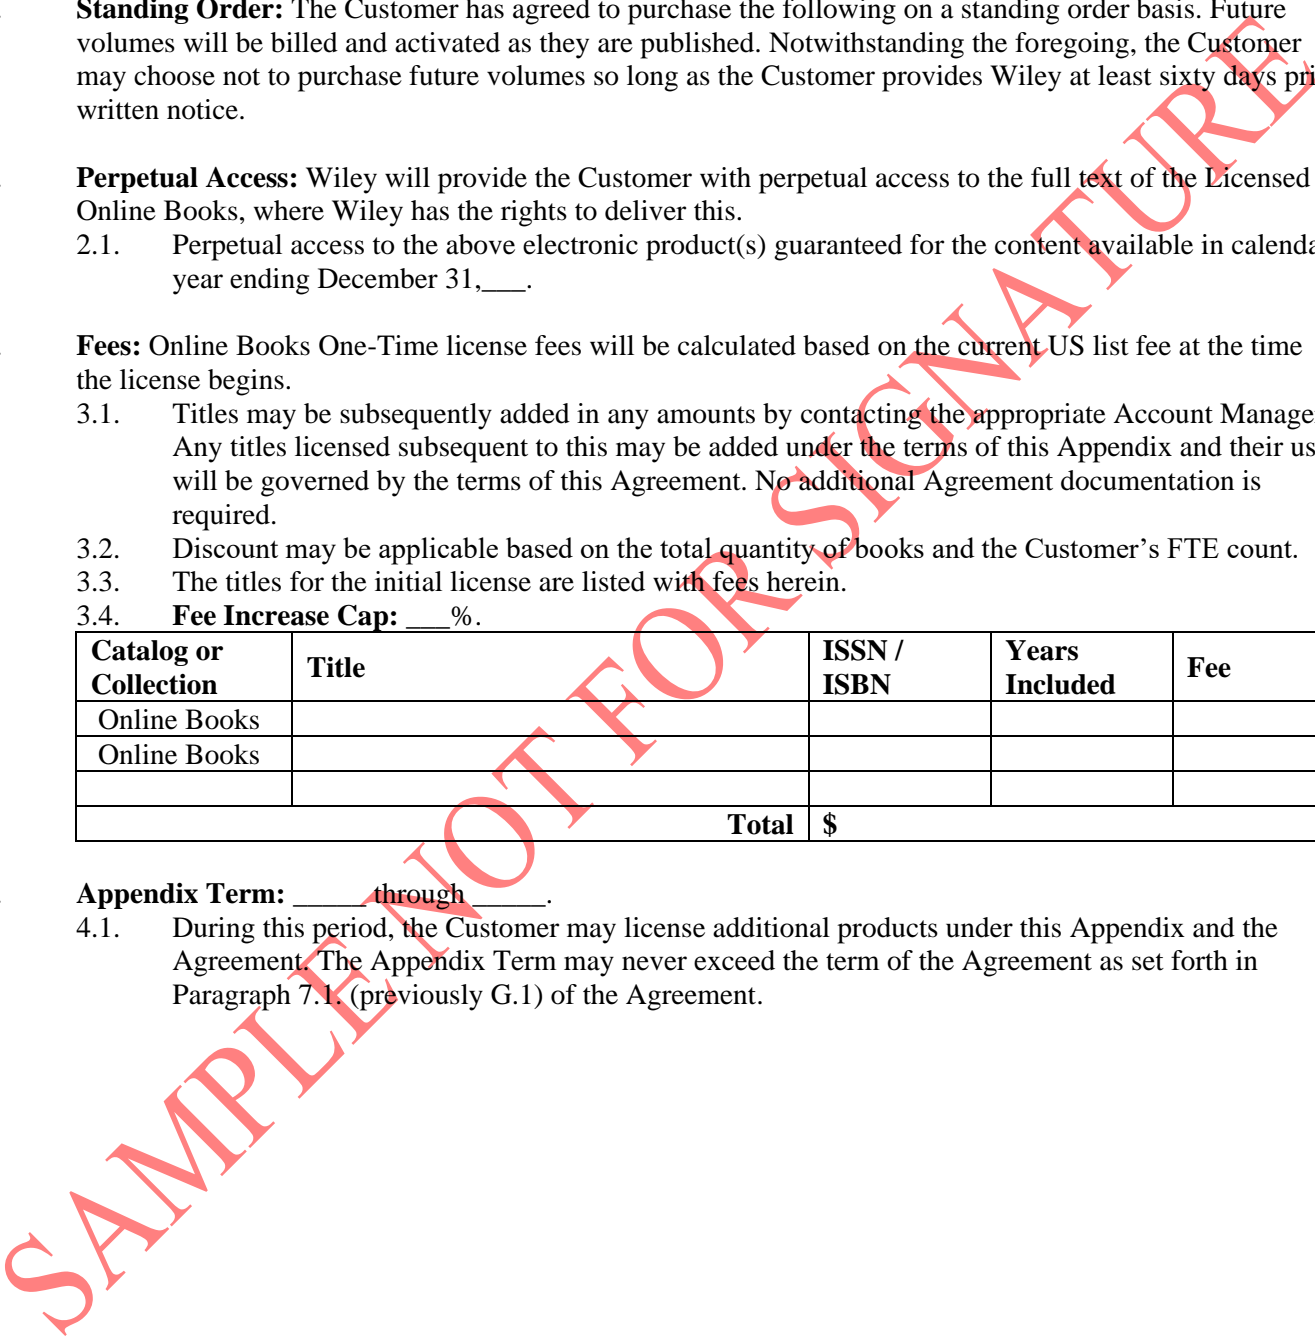 Standing Order: The Customer has agreed to purchase the following on a standing order basis. Future
volumes will be billed and activated as they are published. Notwithstanding the foregoing, the Customer
may choose not to purchase future volumes so long as the Customer provides Wiley at least sixty days pri
written notice.
Perpetual Access: Wiley will provide the Customer with perpetual access to the full text of the Licensed
Online Books, where Wiley has the rights to deliver this.
2.1. Perpetual access to the above electronic product(s) guaranteed for the content available in calenda
year ending December 31,___.
Fees: Online Books One-Time license fees will be calculated based on the current US list fee at the time
the license begins.
3.1. Titles may be subsequently added in any amounts by contacting the appropriate Account Manage
Any titles licensed subsequent to this may be added under the terms of this Appendix and their us
will be governed by the terms of this Agreement. No additional Agreement documentation is
required.
3.2. Discount may be applicable based on the total quantity of books and the Customer’s FTE count.
3.3. The titles for the initial license are listed with fees herein.
3.4. Fee Increase Cap: ___%.
Catalog or
Collection
Title
ISSN /
ISBN
Years
Included
Fee
Online Books
Online Books
Total $
Appendix Term: _____ through _____.
4.1. During this period, the Customer may license additional products under this Appendix and the
Agreement. The Appendix Term may never exceed the term of the Agreement as set forth in
Paragraph 7.1. (previously G.1) of the Agreement.
SAMPLE NOT FOR SIGNATURE